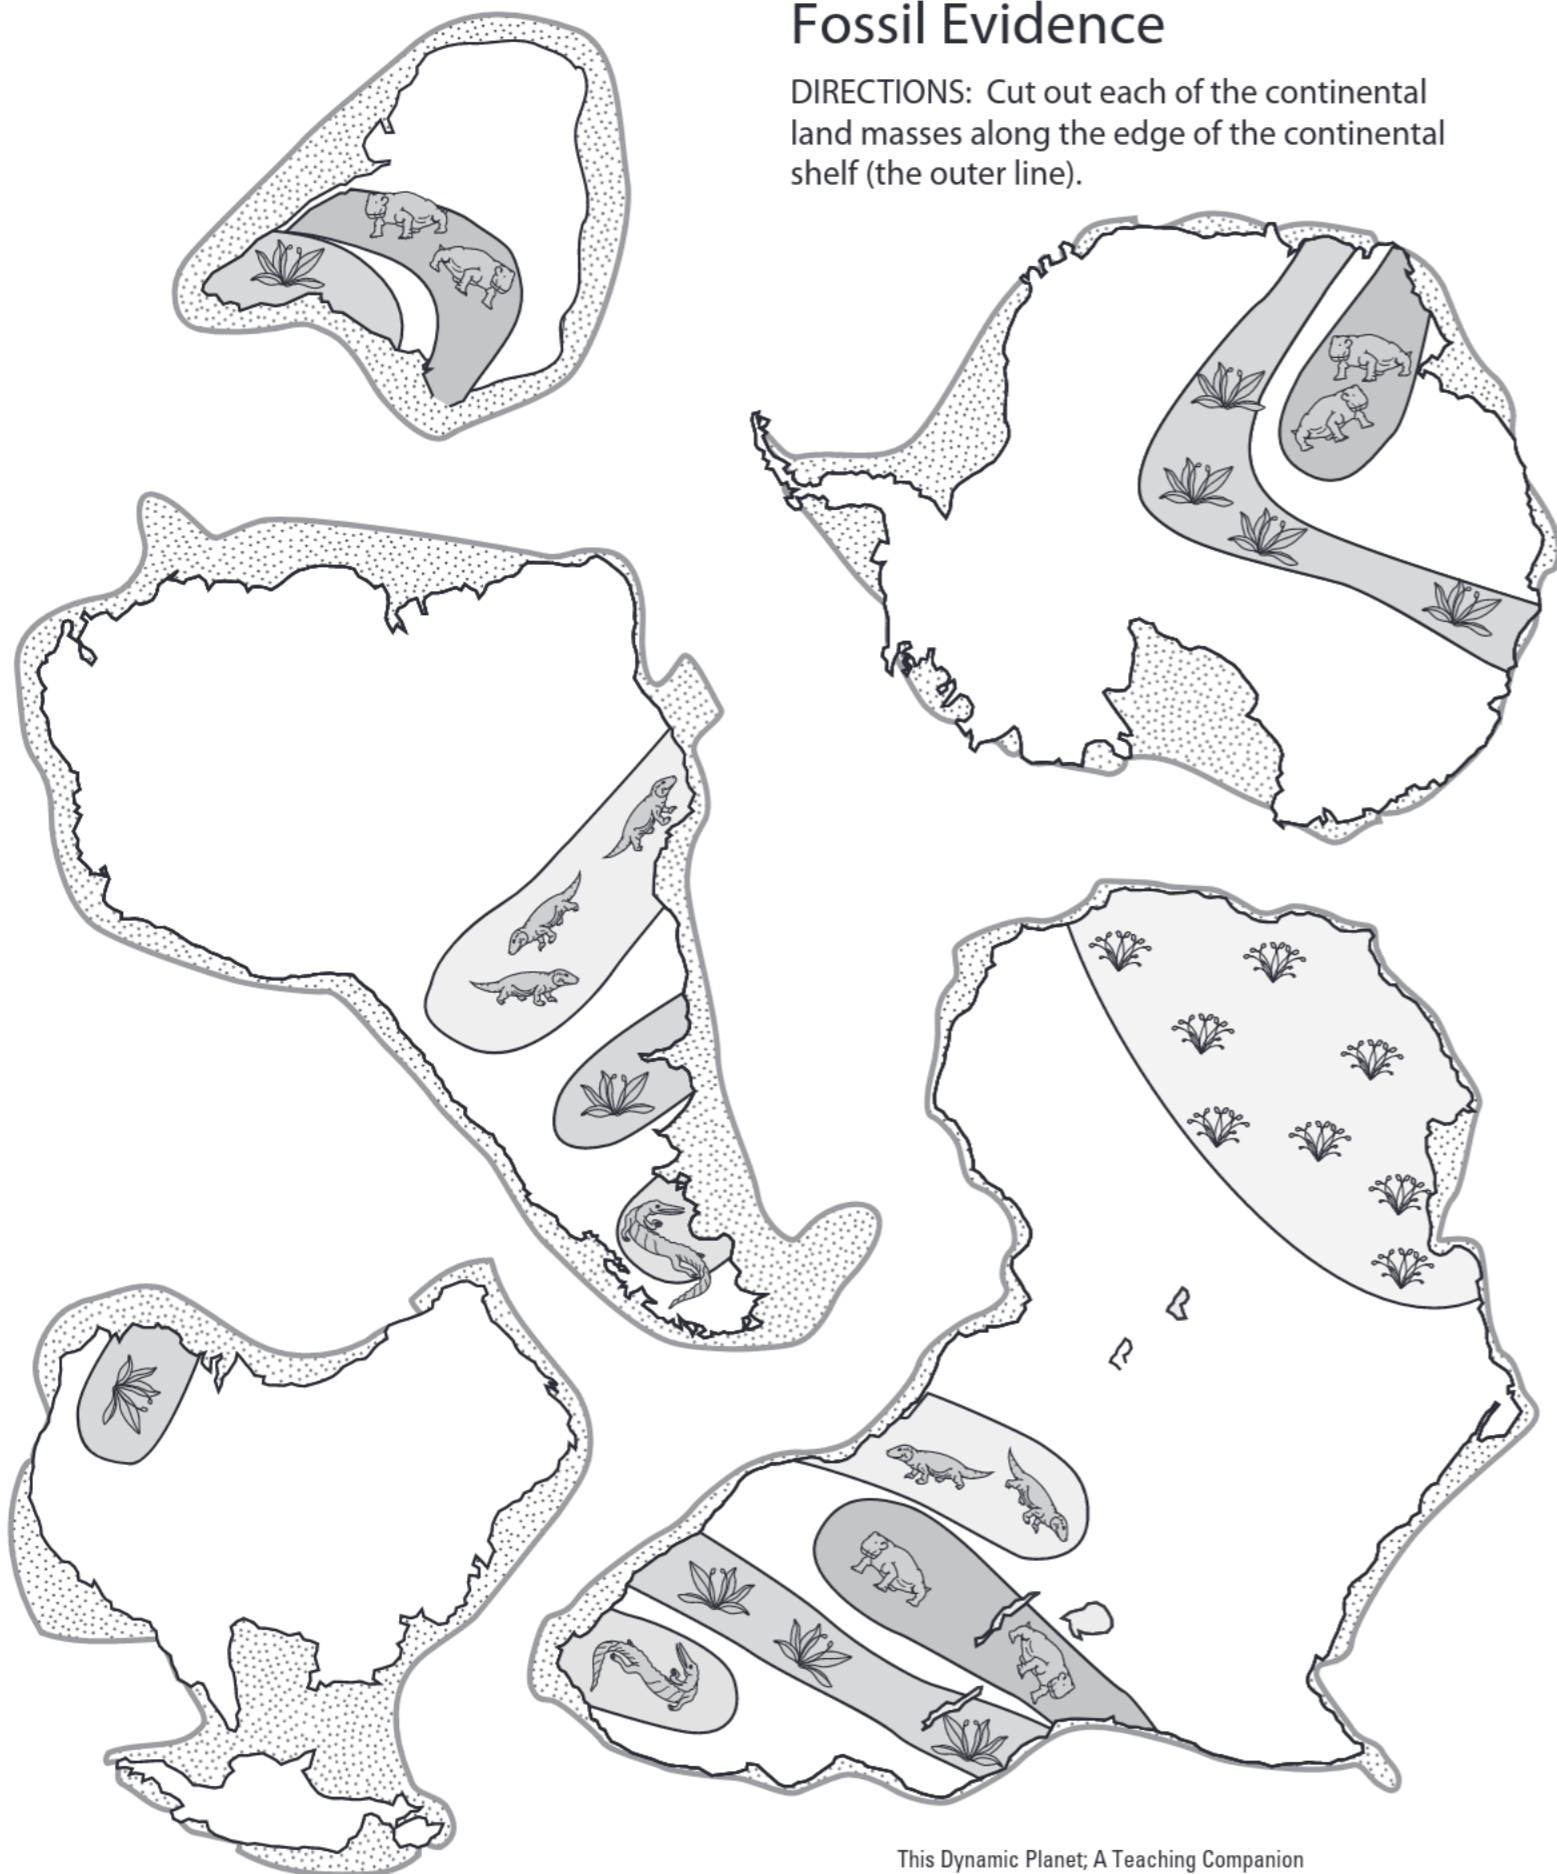 Fossil Evidence
DIRECTIONS:  Cut out each of the continental
land masses along the edge of the continental
shelf (the outer line).
This Dynamic Planet; A Teaching Companion